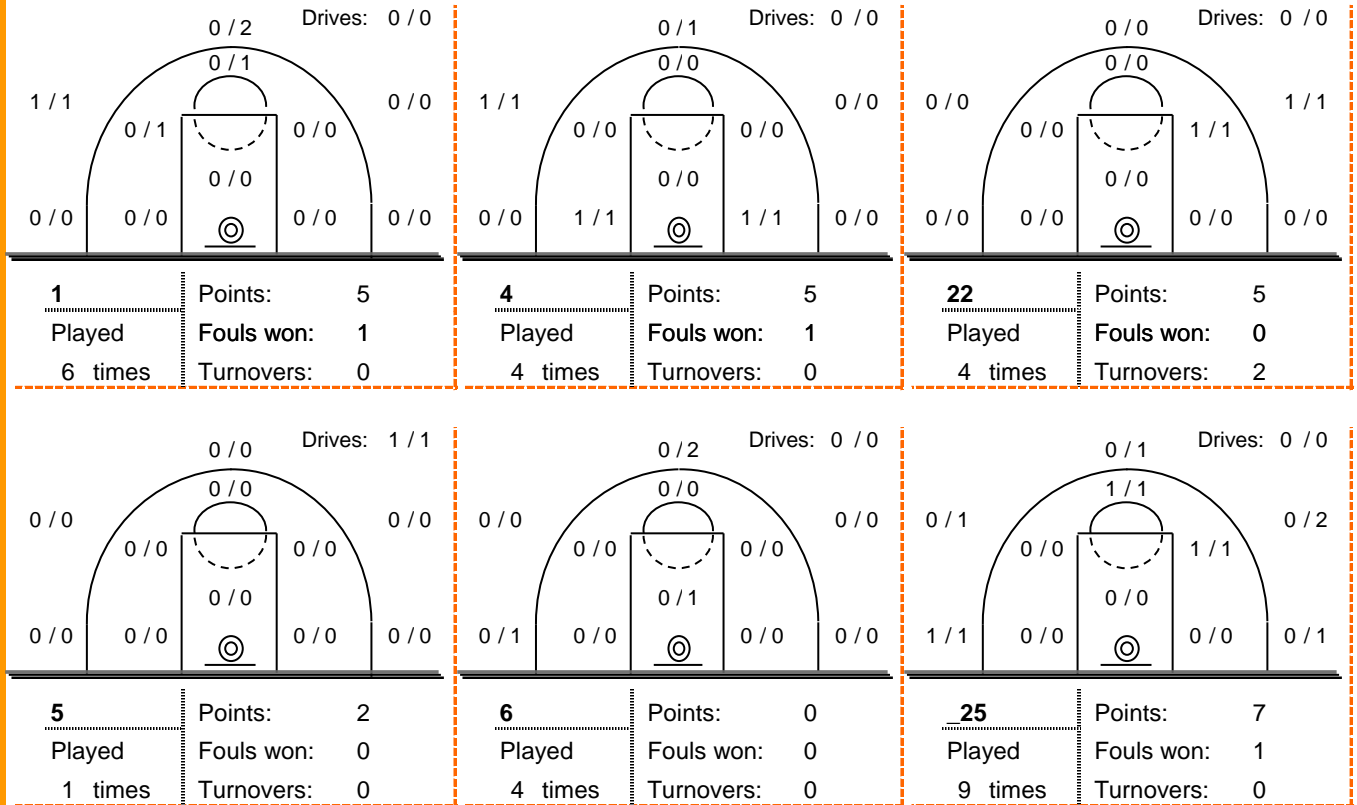 Drives: 0 / 0
0 / 2
0 / 1
1 / 1 0 / 0
0 / 1 0 / 0
0 / 0
0 / 0 0 / 0 0 / 0 0 / 0
1 Points: 5
Played Fouls won: 1
6 times Turnovers: 0
Drives: 0 / 0
0 / 1
0 / 0
1 / 1 0 / 0
0 / 0 0 / 0
0 / 0
0 / 0 1 / 1 1 / 1 0 / 0
4 Points: 5
Played Fouls won: 1
4 times Turnovers: 0
Drives: 0 / 0
0 / 0
0 / 0
0 / 0 1 / 1
0 / 0 1 / 1
0 / 0
0 / 0 0 / 0 0 / 0 0 / 0
22 Points: 5
Played Fouls won: 0
4 times Turnovers: 2
Drives: 1 / 1
0 / 0
0 / 0
0 / 0 0 / 0
0 / 0 0 / 0
0 / 0
0 / 0 0 / 0 0 / 0 0 / 0
5 Points: 2
Played Fouls won: 0
1 times Turnovers: 0
Drives: 0 / 0
0 / 2
0 / 0
0 / 0 0 / 0
0 / 0 0 / 0
0 / 1
0 / 1 0 / 0 0 / 0 0 / 0
6 Points: 0
Played Fouls won: 0
4 times Turnovers: 0
Drives: 0 / 0
0 / 1
1 / 1
0 / 1 0 / 2
0 / 0 1 / 1
0 / 0
1 / 1 0 / 0 0 / 0 0 / 1
_25 Points: 7
Played Fouls won: 1
9 times Turnovers: 0